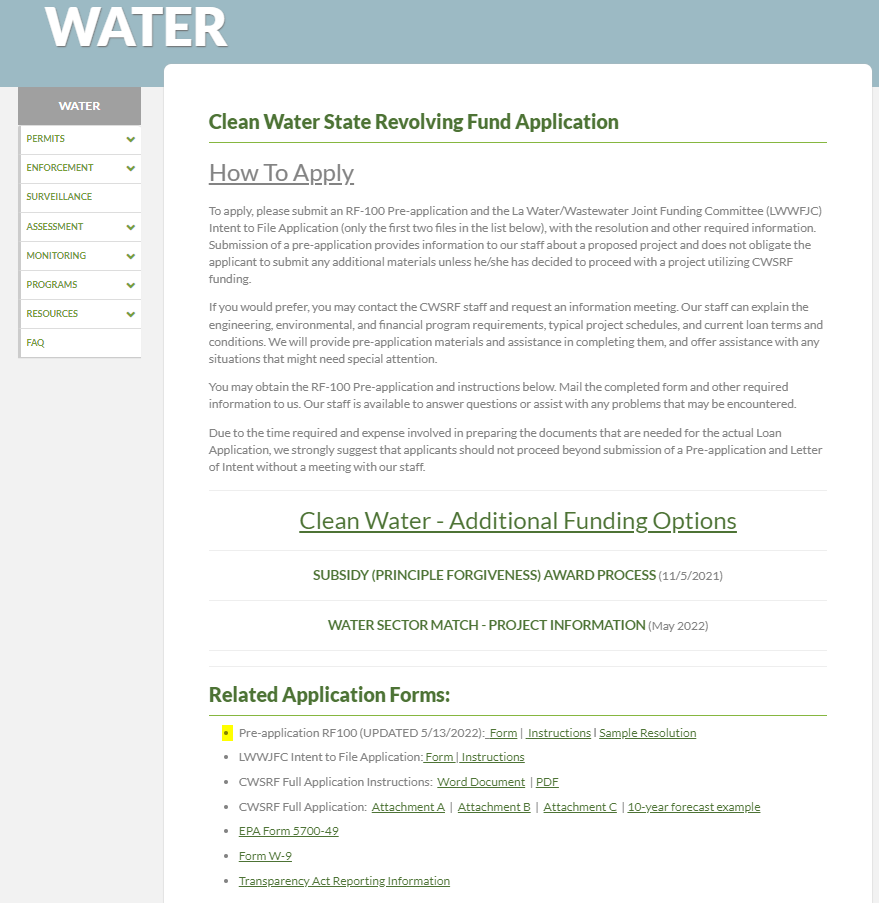 WATER
WATER
PERMITS
ENFORCEMENT
SURVEILLANCE
ASSESSMENT
MONITORING
PROGRAMS
RESOURCES
FAQ
Clean Water State Revolving Fund Application
How To Apply
To apply, please submit an RF-100 Pre-application and the La Water/Wastewater Joint Funding Committee (LWWFJC)
Intent to File Application (only the first two files in the list below), with the resolution and other required information.
Submission of a pre-application provides information to our staff about a proposed project and does not obligate the
applicant to submit any additional materials unless he/she has decided to proceed with a project utilizing CWSRF
funding.
If you would prefer, you may contact the CWSRF staff and request an information meeting. Our staff can explain the
engineering, environmental, and financial program requirements, typical project schedules, and current loan terms and
conditions. We will provide pre-application materials and assistance in completing them, and offer assistance with any
situations that might need special attention.
You may obtain the RF-100 Pre-application and instructions below. Mail the completed form and other required
information to us. Our staff is available to answer questions or assist with any problems that may be encountered.
Due to the time required and expense involved in preparing the documents that are needed for the actual Loan
Application, we strongly suggest that applicants should not proceed beyond submission of a Pre-application and Letter
of Intent without a meeting with our staff.
Clean Water - Additional Funding Options
SUBSIDY (PRINCIPLE FORGIVENESS) AWARD PROCESS (11/5/2021)
WATER SECTOR MATCH - PROJECT INFORMATION (May 2022)
Related Application Forms:
• Pre-application RF100 (UPDATED 5/13/2022): Form | Instructions l Sample Resolution
• LWWJFC Intent to File Application: Form | Instructions
• CWSRF Full Application Instructions: Word Document | PDF
• CWSRF Full Application: Attachment A | Attachment B | Attachment C | 10-year forecast example
• EPA Form 5700-49
• Form W-9
• Transparency Act Reporting Information